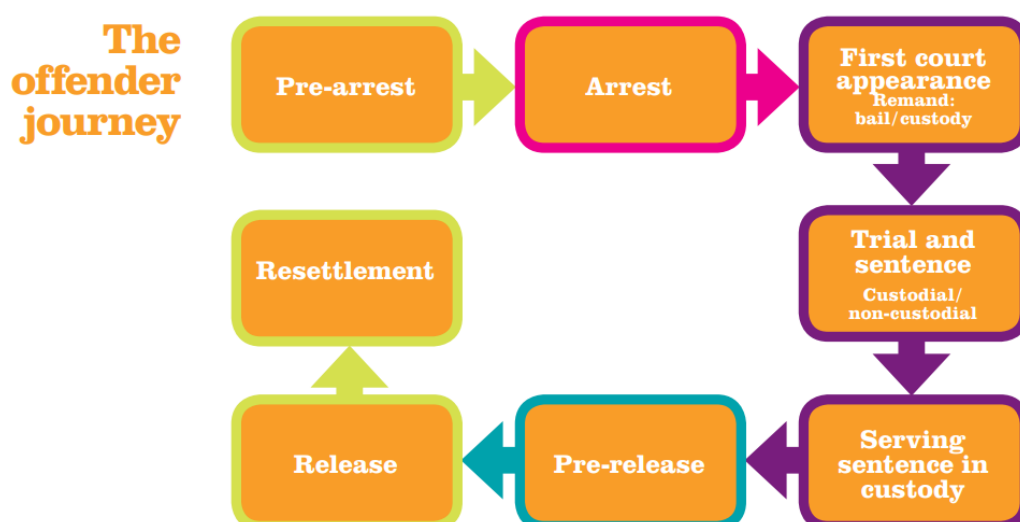 The
offender
journey
Pre-arrest
Arrest
First court
appearance
Remand:
bail/custody
Trial and
sentence
Custodial/
non-custodial
Serving
sentence in
custody
Pre-release
Release
Resettlement